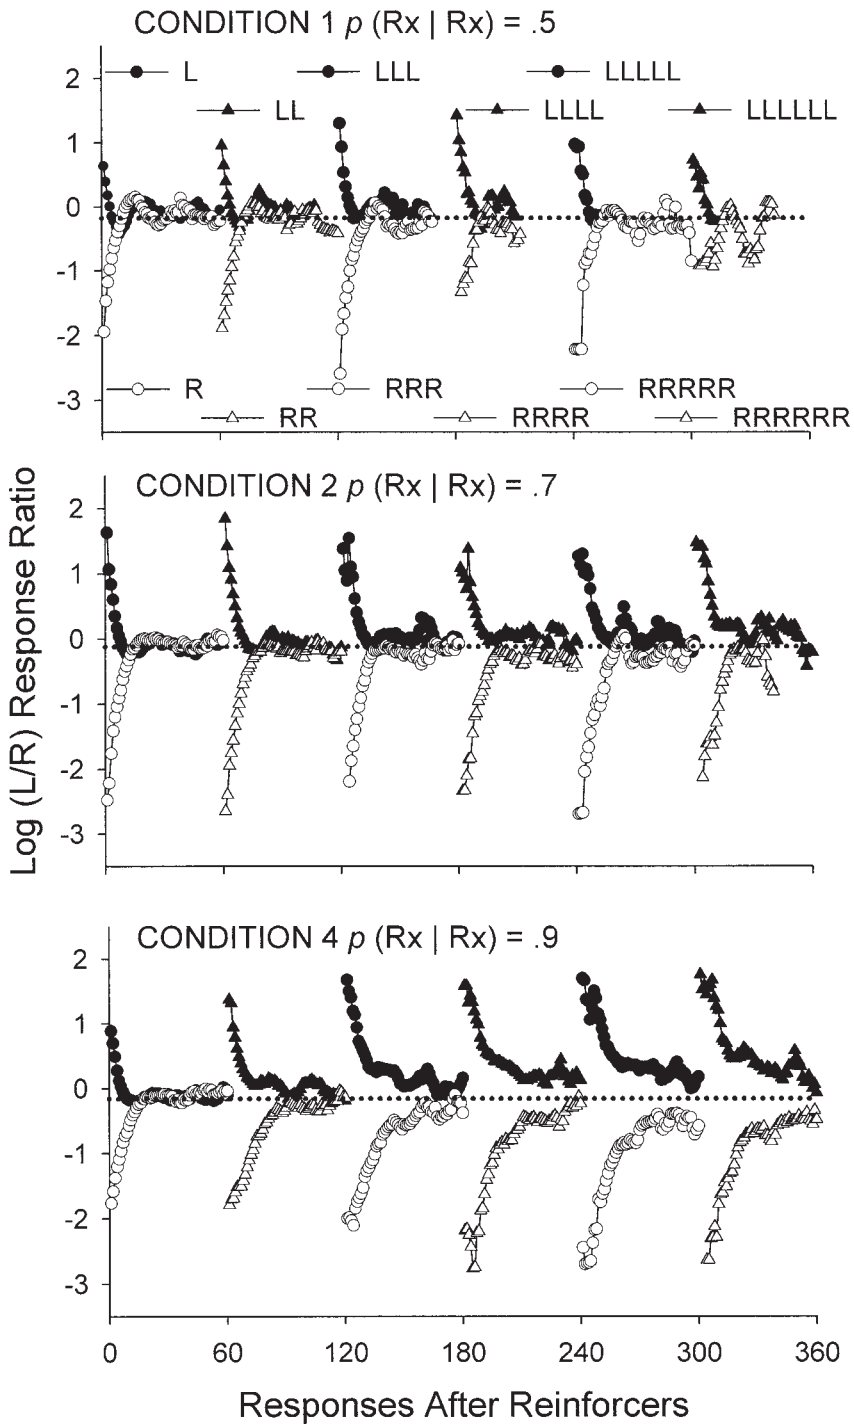 CONDITION 1 p (Rx | Rx) = .5
2
L
LLL
LLLLL
LL
LLLL
LLLLLL
1
0
-1
-2
-3
R
RRR
RRRRR
RR
RRRR
RRRRRR
CONDITION 2 p (Rx | Rx) = .7
2
1
0
-1
-2
-3
Log (L/R) Response Ratio
CONDITION 4 p (Rx | Rx) = .9
2
1
0
-1
-2
-3
0 60 120 180 240 300 360
Responses After Reinforcers